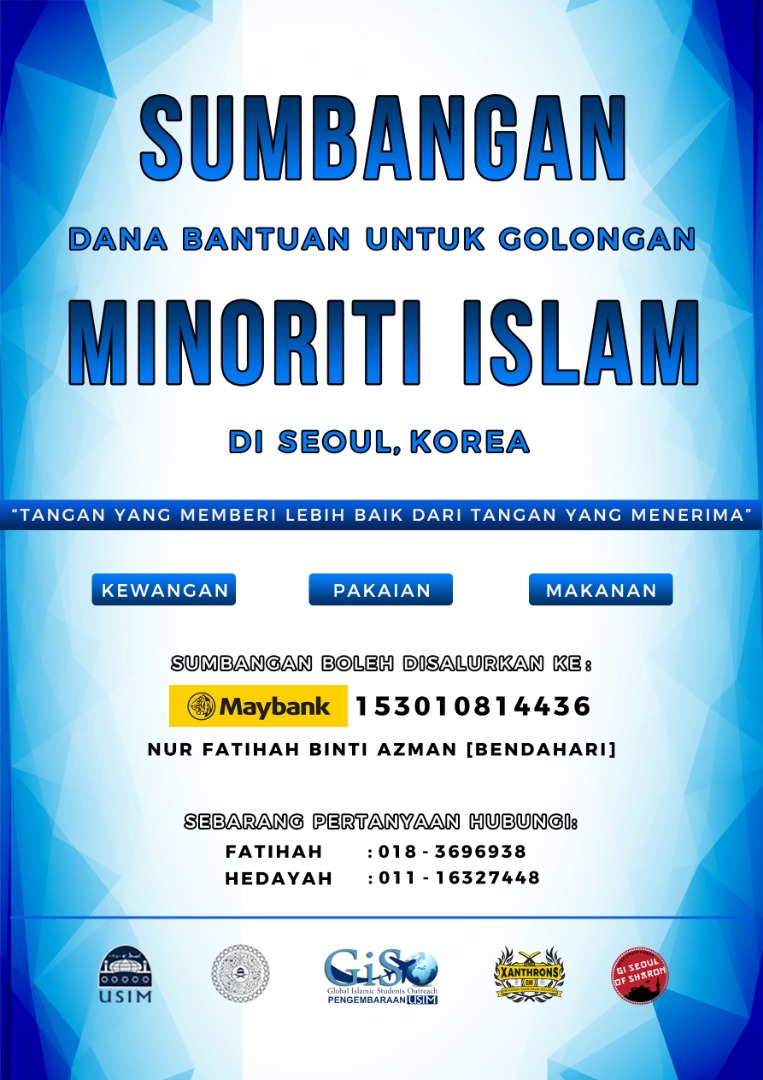 SUMBANGAN
DANA BANTUAN UNTUK GOLONGAN
MINORITI ISLAM
DI SEOUL, KOREA
“TANGAN YANG MEMBERI LEBIH BAIK DARI TANGAN YANG MENERIMA”
KEWANGAN PAKAIAN MAKANAN
SUMBANGAN BOLEH DISALURKAN KE:
Maybank 153010814436
NUR FATIHAH BINTI AZMAN [BENDAHARI]
SEBARANG PERTANYAAN HUBUNGI:
FATIHAH : 018 - 3696938
HEDAYAH : 011 - 16327448
USIM
GiSO
Global Islamic Students Outreach
PENGEMBARAAN USIM
XANTHRONS
GI SEOUL
OF SHARON